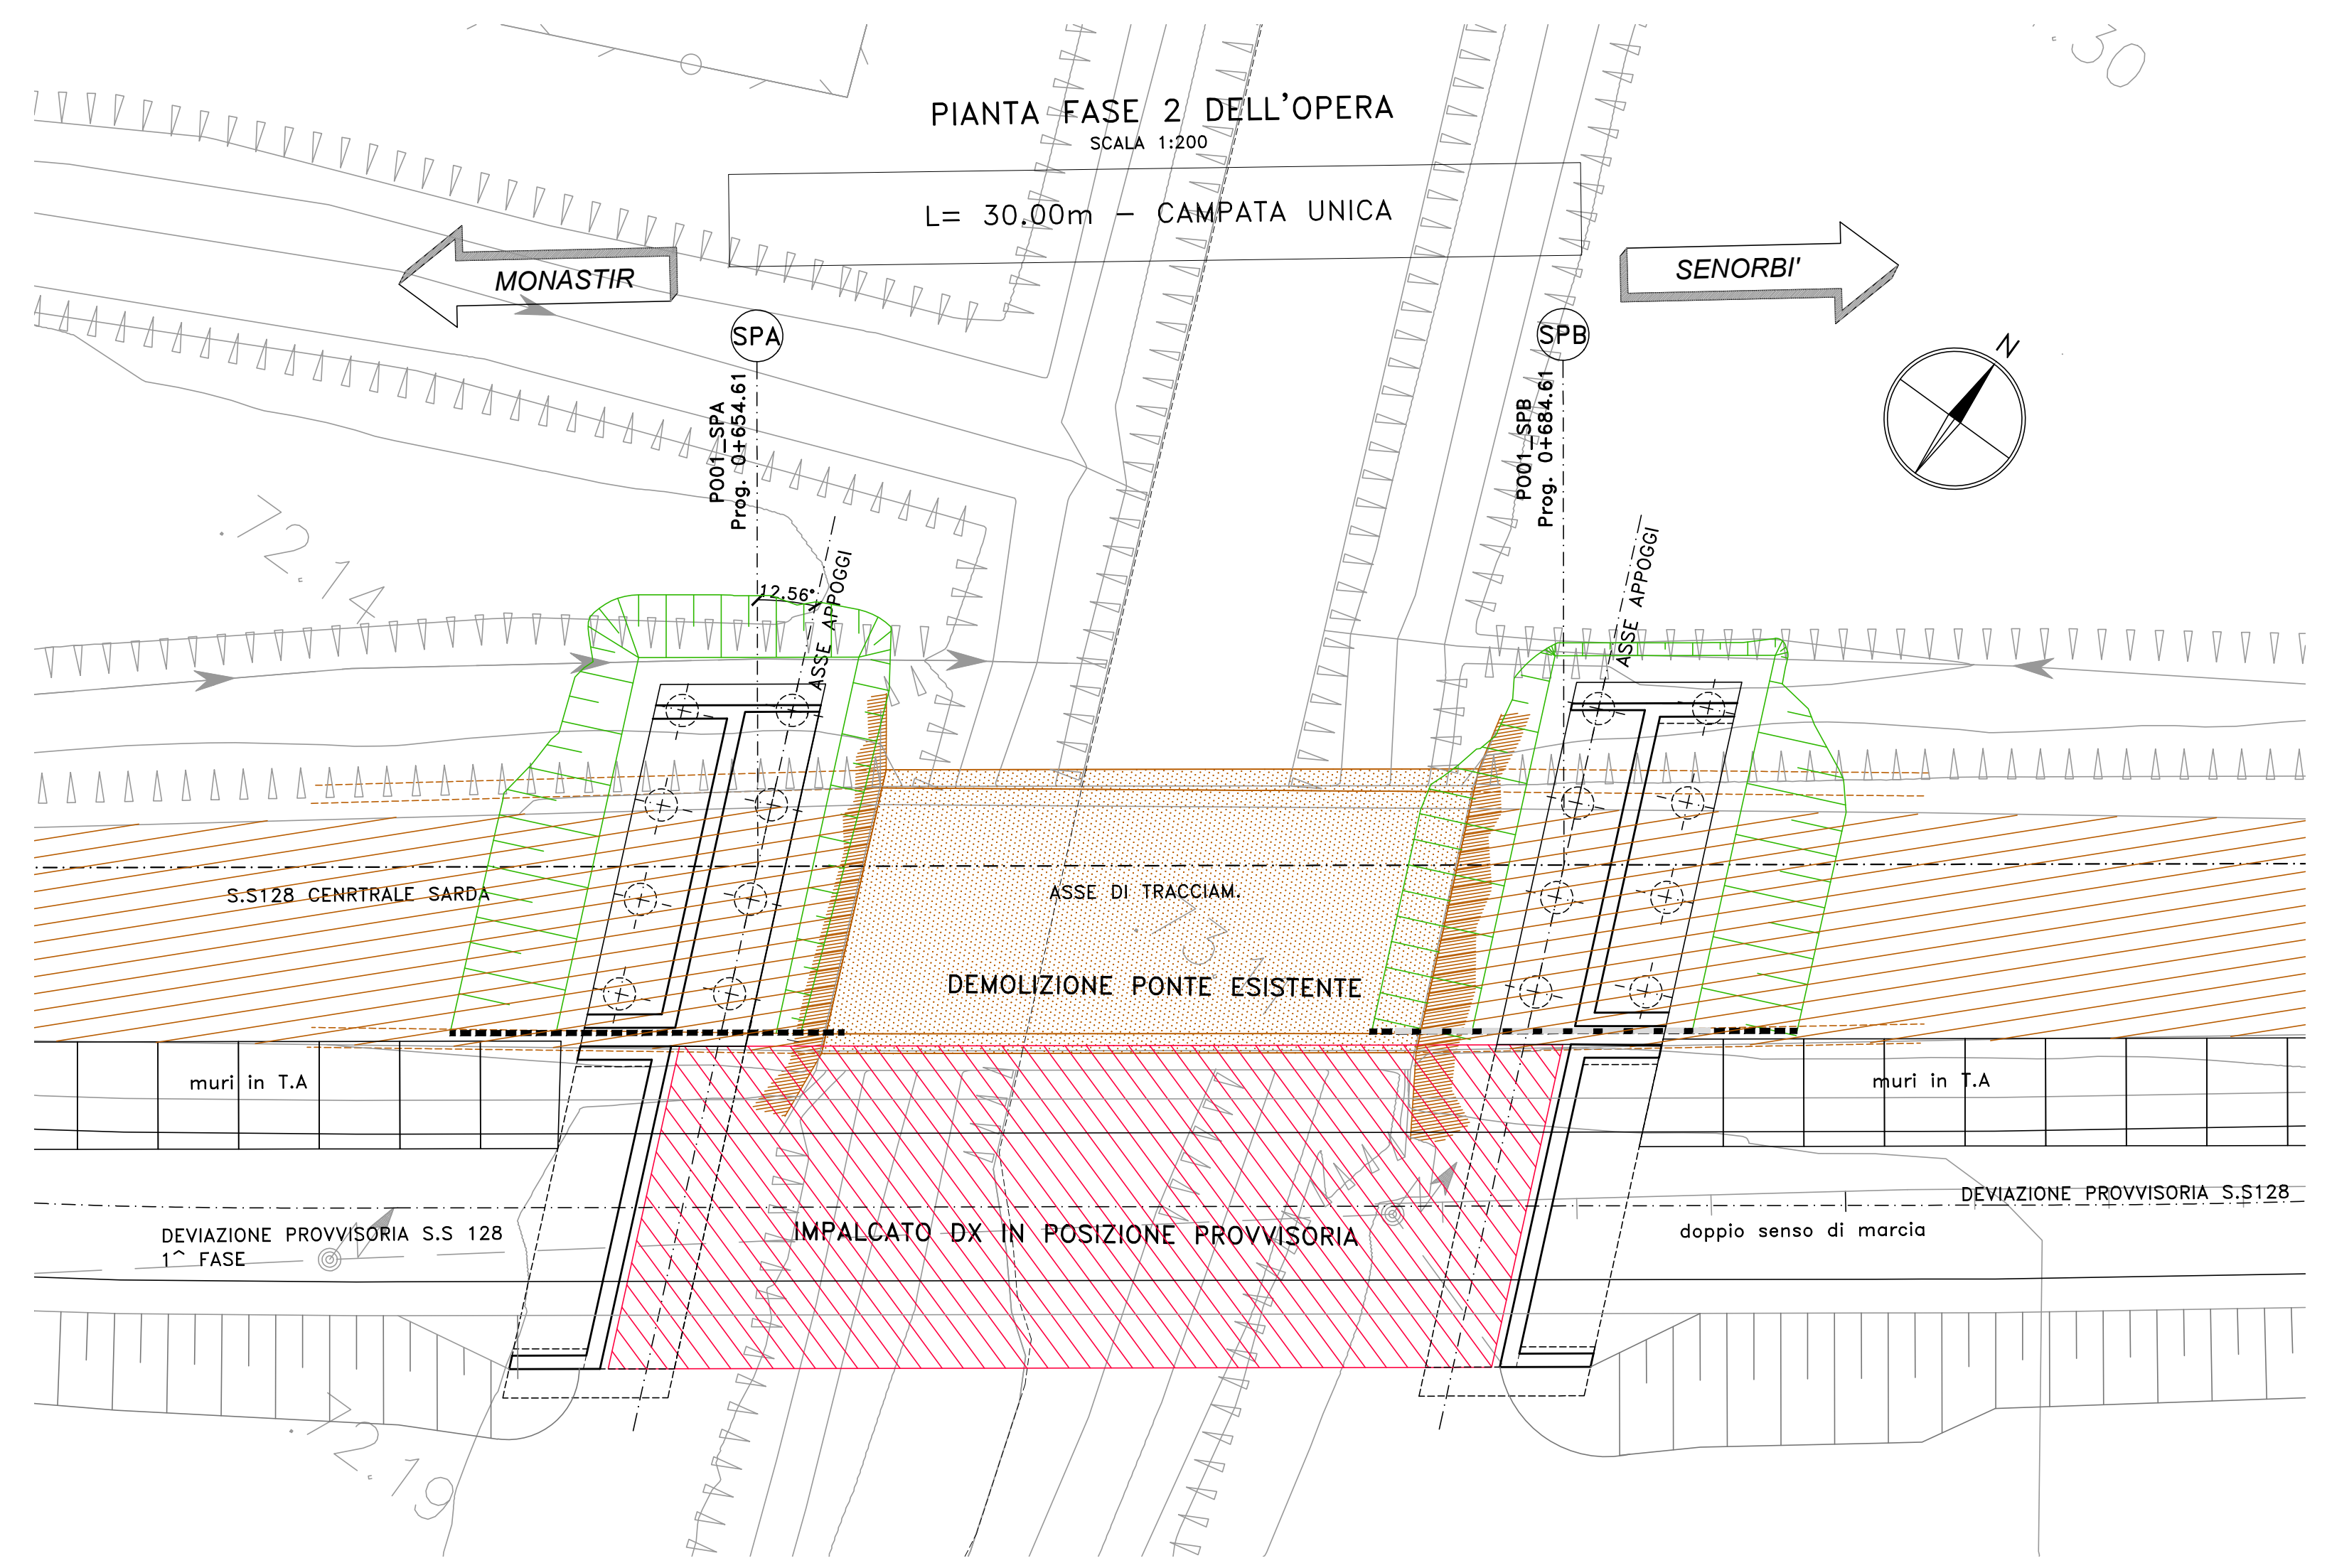 .30
PIANTA FASE 2 DELL'OPERA
SCALA 1:200
L= 30.00m – CAMPATA UNICA
MONASTIR
SENORBI'
SPA
SPB
N
P001_SPA
Prog. 0+654.61
P001_SPB
Prog. 0+684.61
.72.14
12.56°
ASSE APPOGGI
ASSE APPOGGI
S.S128 CENRTRALE SARDA
ASSE DI TRACCIAM.
DEMOLIZIONE PONTE ESISTENTE
muri in T.A
muri in T.A
DEVIAZIONE PROVVISORIA S.S128
DEVIAZIONE PROVVISORIA S.S 128
1^ FASE
IMPALCATO DX IN POSIZIONE PROVVISORIA
doppio senso di marcia
.72.19